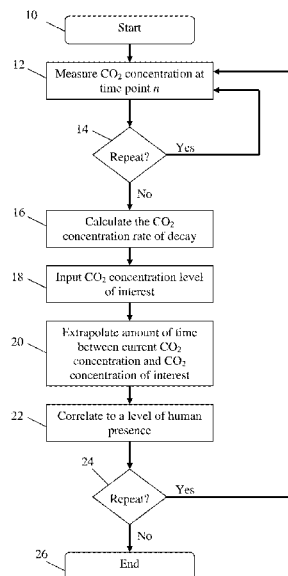 10
Start
12
Measure CO₂ concentration at
time point n
14
Repeat?
Yes
No
16
Calculate the CO₂
concentration rate of decay
18
Input CO₂ concentration level
of interest
20
Extrapolate amount of time
between current CO₂
concentration and CO₂
concentration of interest
22
Correlate to a level of human
presence
24
Repeat?
Yes
No
26
End